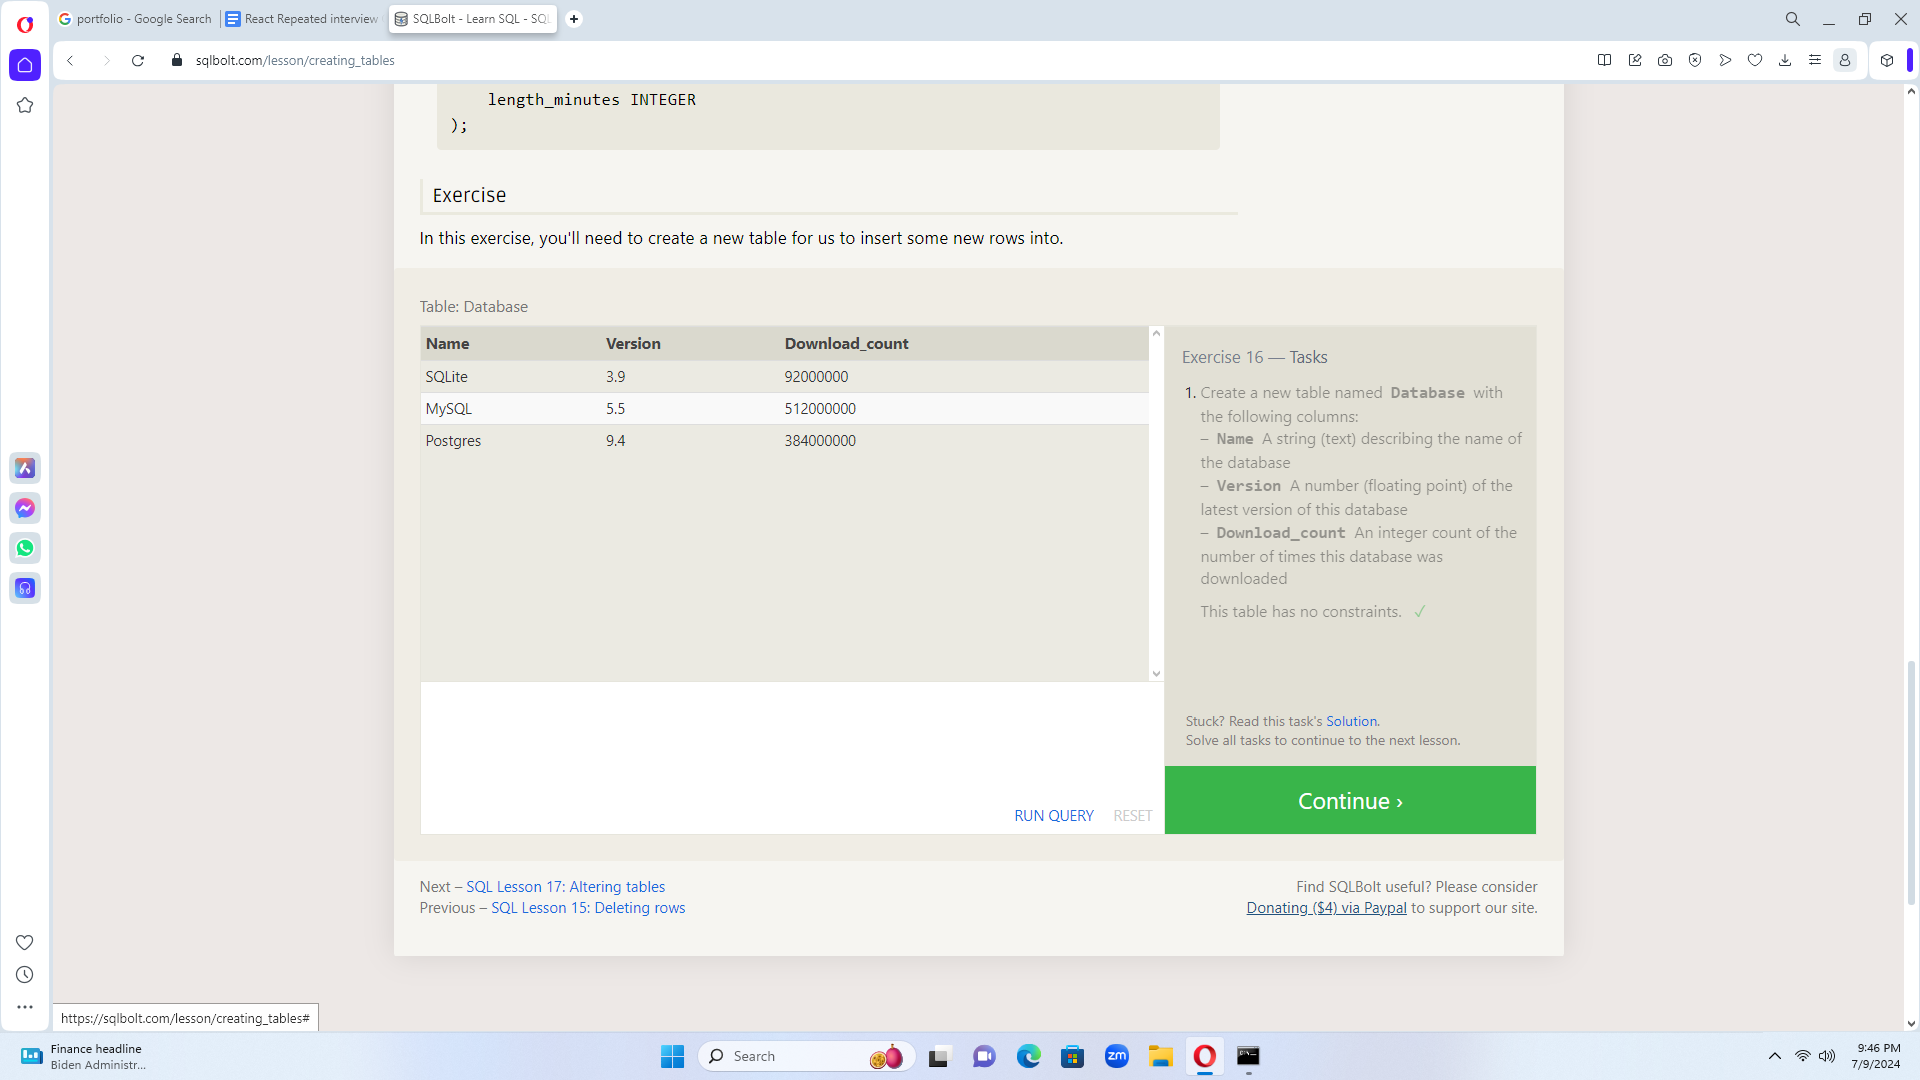 portfolio - Google Search
React Repeated interview
SQLBolt - Learn SQL - SQL
sqlbolt.com/lesson/creating_tables
length_minutes INTEGER
);
Exercise
In this exercise, you'll need to create a new table for us to insert some new rows into.
Table: Database
Name Version Download_count
SQLite 3.9 92000000
MySQL 5.5 512000000
Postgres 9.4 384000000
Exercise 16 — Tasks
1. Create a new table named Database with
the following columns:
– Name A string (text) describing the name of
the database
– Version A number (floating point) of the
latest version of this database
– Download_count An integer count of the
number of times this database was
downloaded
This table has no constraints. ✓
Stuck? Read this task's Solution.
Solve all tasks to continue to the next lesson.
RUN QUERY RESET
Continue ›
Next – SQL Lesson 17: Altering tables
Previous – SQL Lesson 15: Deleting rows
Find SQLBolt useful? Please consider
Donating ($4) via Paypal to support our site.
https://sqlbolt.com/lesson/creating_tables#
Finance headline
Biden Administr...
Search
zm
9:46 PM
7/9/2024